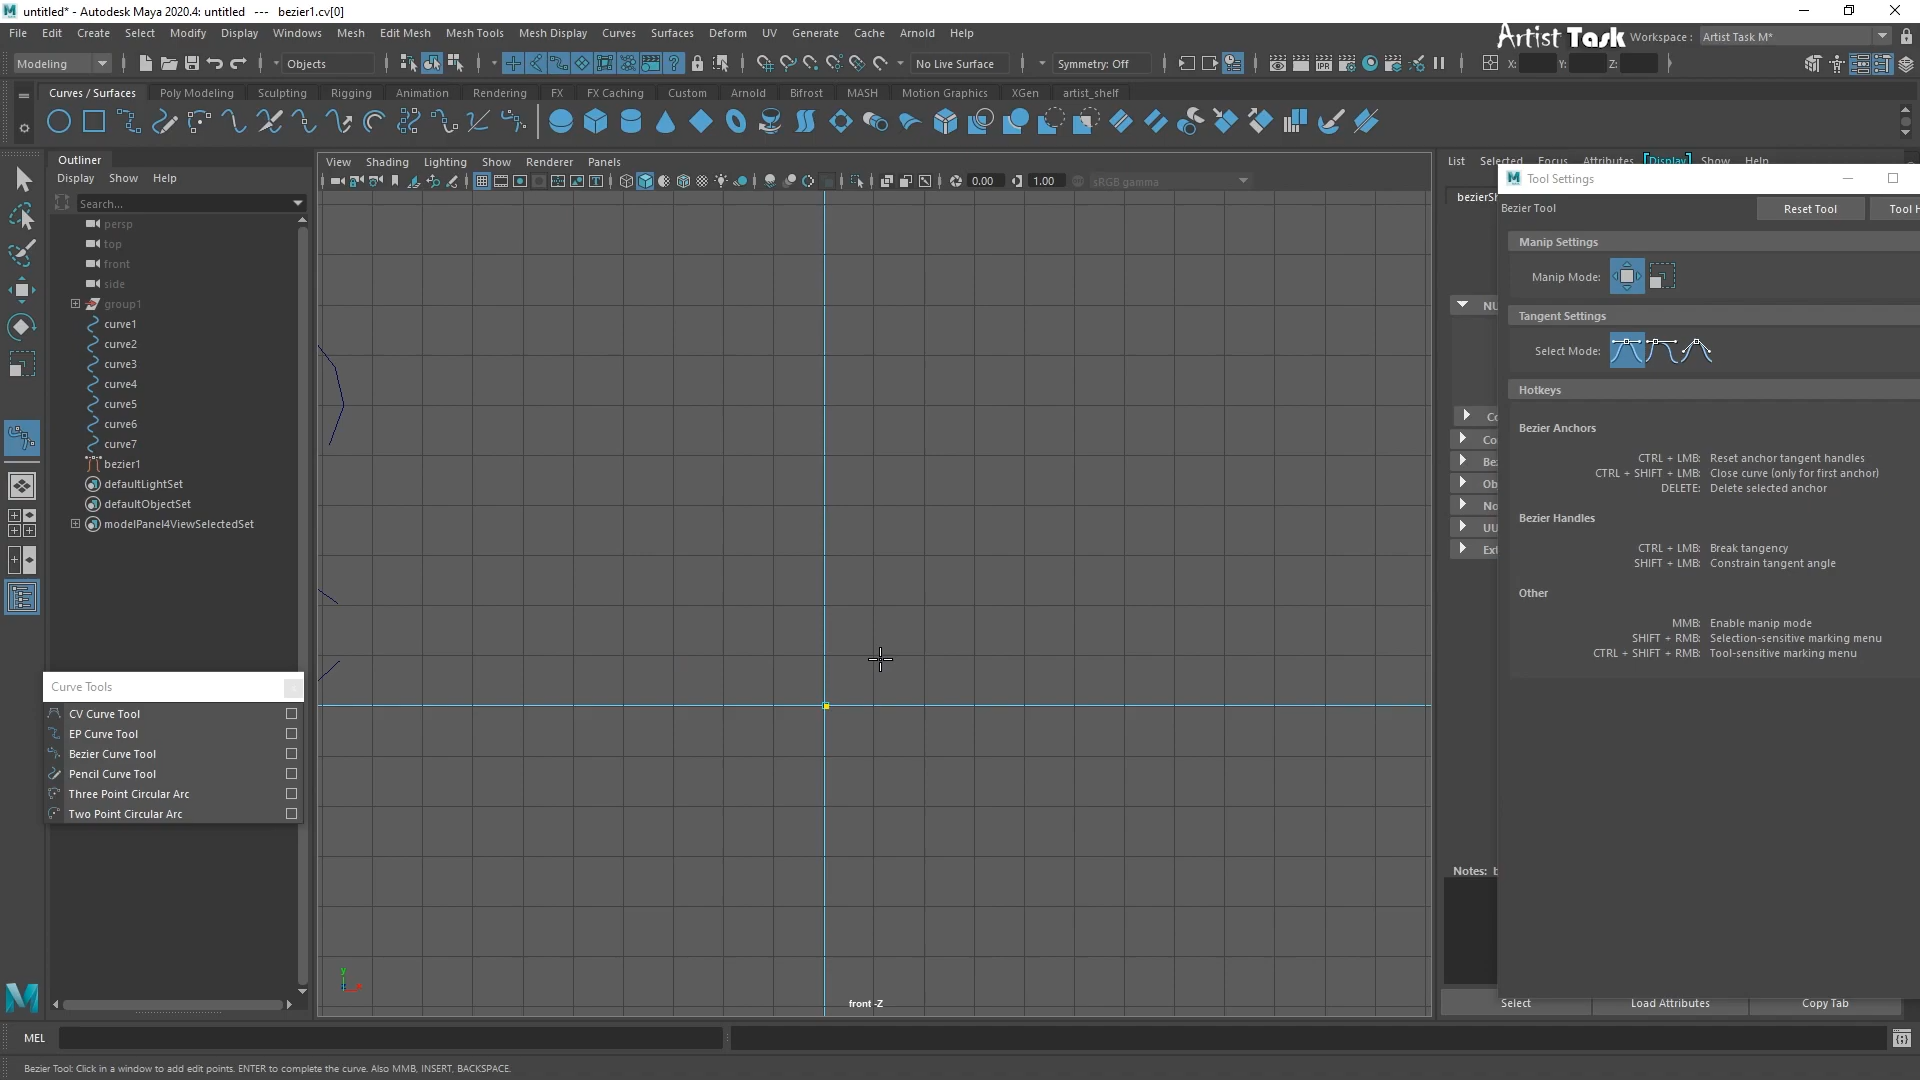 untitled* - Autodesk Maya 2020.4: untitled --- bezier1.cv[0]
File Edit Create Select Modify Display Windows Mesh Edit Mesh Mesh Tools Mesh Display Curves Surfaces Deform UV Generate Cache Arnold Help
Artist Task
Workspace : Artist Task M*
Modeling
Objects
No Live Surface
Symmetry: Off
X: Y: Z:
Curves / Surfaces Poly Modeling Sculpting Rigging Animation Rendering FX FX Caching Custom Arnold Bifrost MASH Motion Graphics XGen artist_shelf
Outliner
Display Show Help
Search...
persp
top
front
side
group1
curve1
curve2
curve3
curve4
curve5
curve6
curve7
bezier1
defaultLightSet
defaultObjectSet
modelPanel4ViewSelectedSet
Curve Tools
CV Curve Tool
EP Curve Tool
Bezier Curve Tool
Pencil Curve Tool
Three Point Circular Arc
Two Point Circular Arc
View Shading Lighting Show Renderer Panels
0.00 1.00 sRGB gamma
y
front -Z
List Selected Focus Attributes Display Show Help
bezierSh
NU
Co
Co
Be
Ob
No
UU
Ext
Notes: b
Select Load Attributes Copy Tab
Tool Settings
Bezier Tool
Reset Tool
Tool H
Manip Settings
Manip Mode:
Tangent Settings
Select Mode:
Hotkeys
Bezier Anchors
CTRL + LMB: Reset anchor tangent handles
CTRL + SHIFT + LMB: Close curve (only for first anchor)
DELETE: Delete selected anchor
Bezier Handles
CTRL + LMB: Break tangency
SHIFT + LMB: Constrain tangent angle
Other
MMB: Enable manip mode
SHIFT + RMB: Selection-sensitive marking menu
CTRL + SHIFT + RMB: Tool-sensitive marking menu
MEL
Bezier Tool: Click in a window to add edit points. ENTER to complete the curve. Also MMB, INSERT, BACKSPACE.